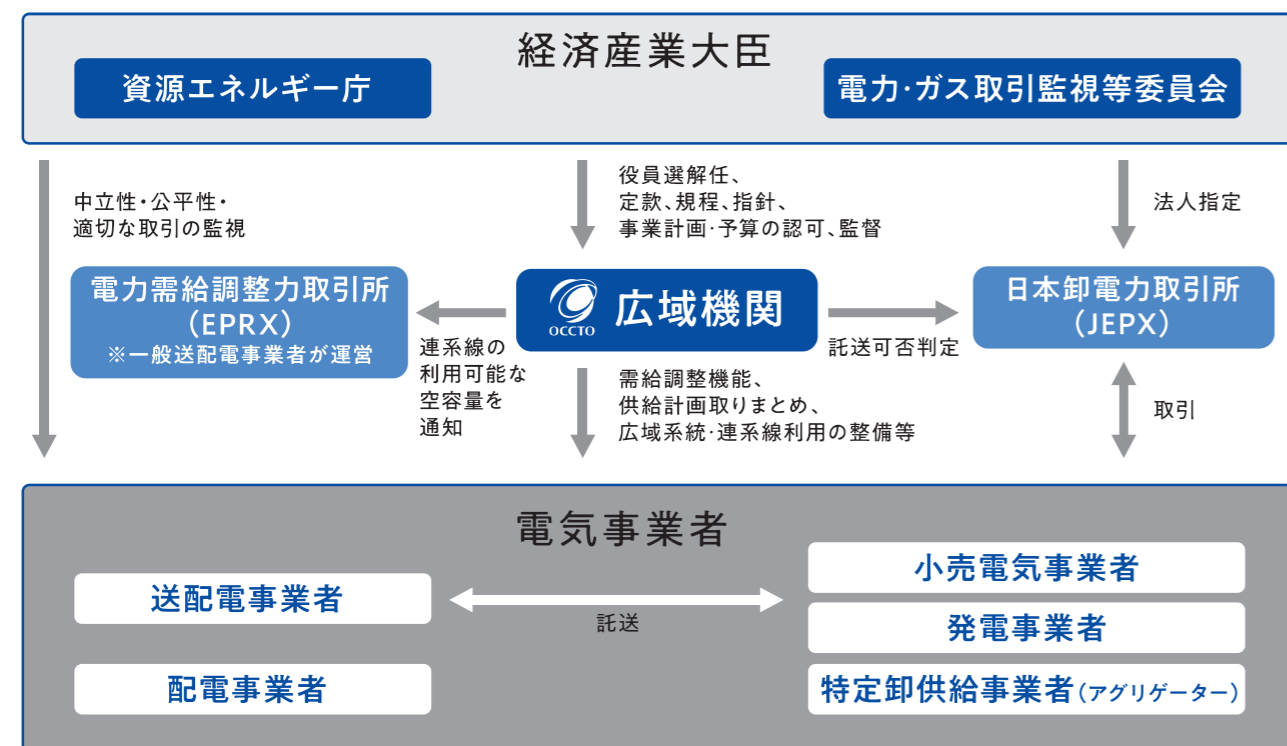 経済産業大臣
資源エネルギー庁
電力・ガス取引監視等委員会
中立性・公平性・
適切な取引の監視
役員選解任、
定款、規程、指針、
事業計画・予算の認可、監督
法人指定
電力需給調整力取引所
（EPRX）
※一般送配電事業者が運営
OCCTO
広域機関
日本卸電力取引所
（JEPX）
連系線の
利用可能な
空容量を
通知
託送可否判定
需給調整機能、
供給計画取りまとめ、
広域系統・連系線利用の整備等
取引
電気事業者
送配電事業者
配電事業者
託送
小売電気事業者
発電事業者
特定卸供給事業者（アグリゲーター）